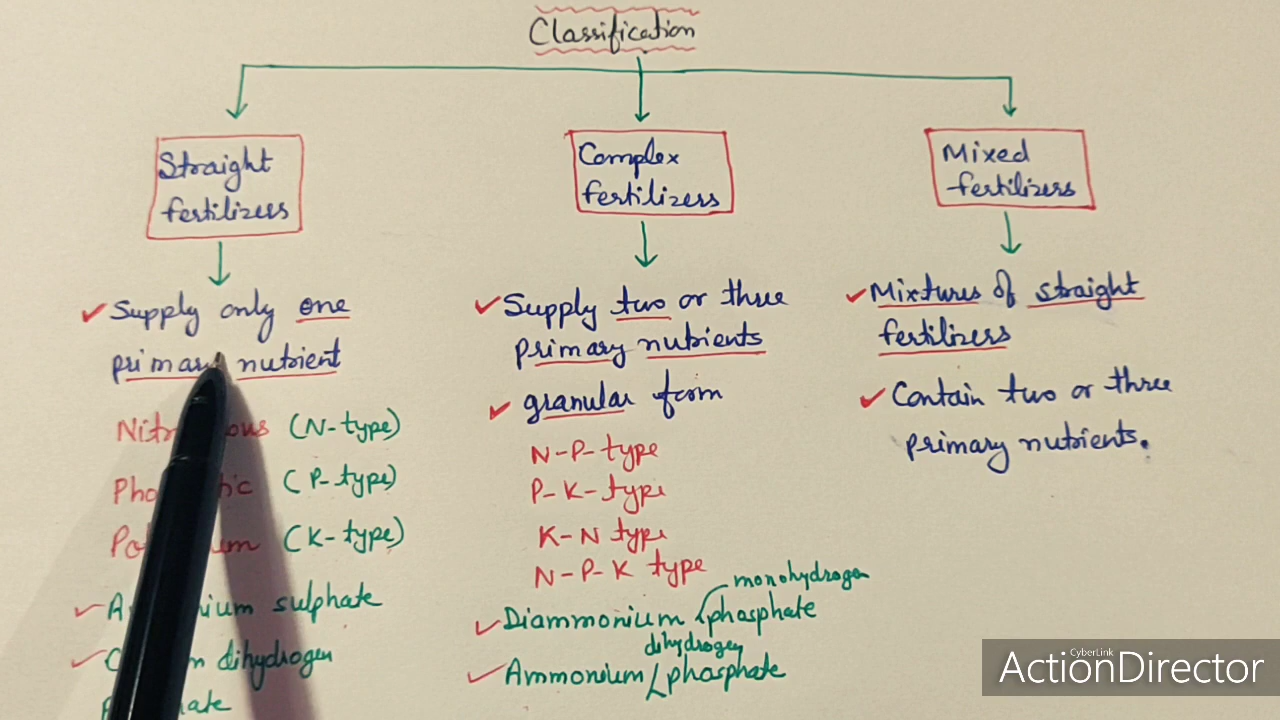 Classification
Straight
fertilizers
Supply only one
primary nutrient
(N-type)
(P-type)
(K-type)
sulphate
dihydrogen
Complex
fertilizers
Supply two or three
primary nutrients
granular form
N-P-type
P-K-type
K-N type
N-P-K type
monohydrogen
Diammonium phosphate
dihydrogen
Ammonium phosphate
Mixed
fertilizers
Mixtures of straight
fertilizers
Contain two or three
primary nutrients.
CyberLink
ActionDirector